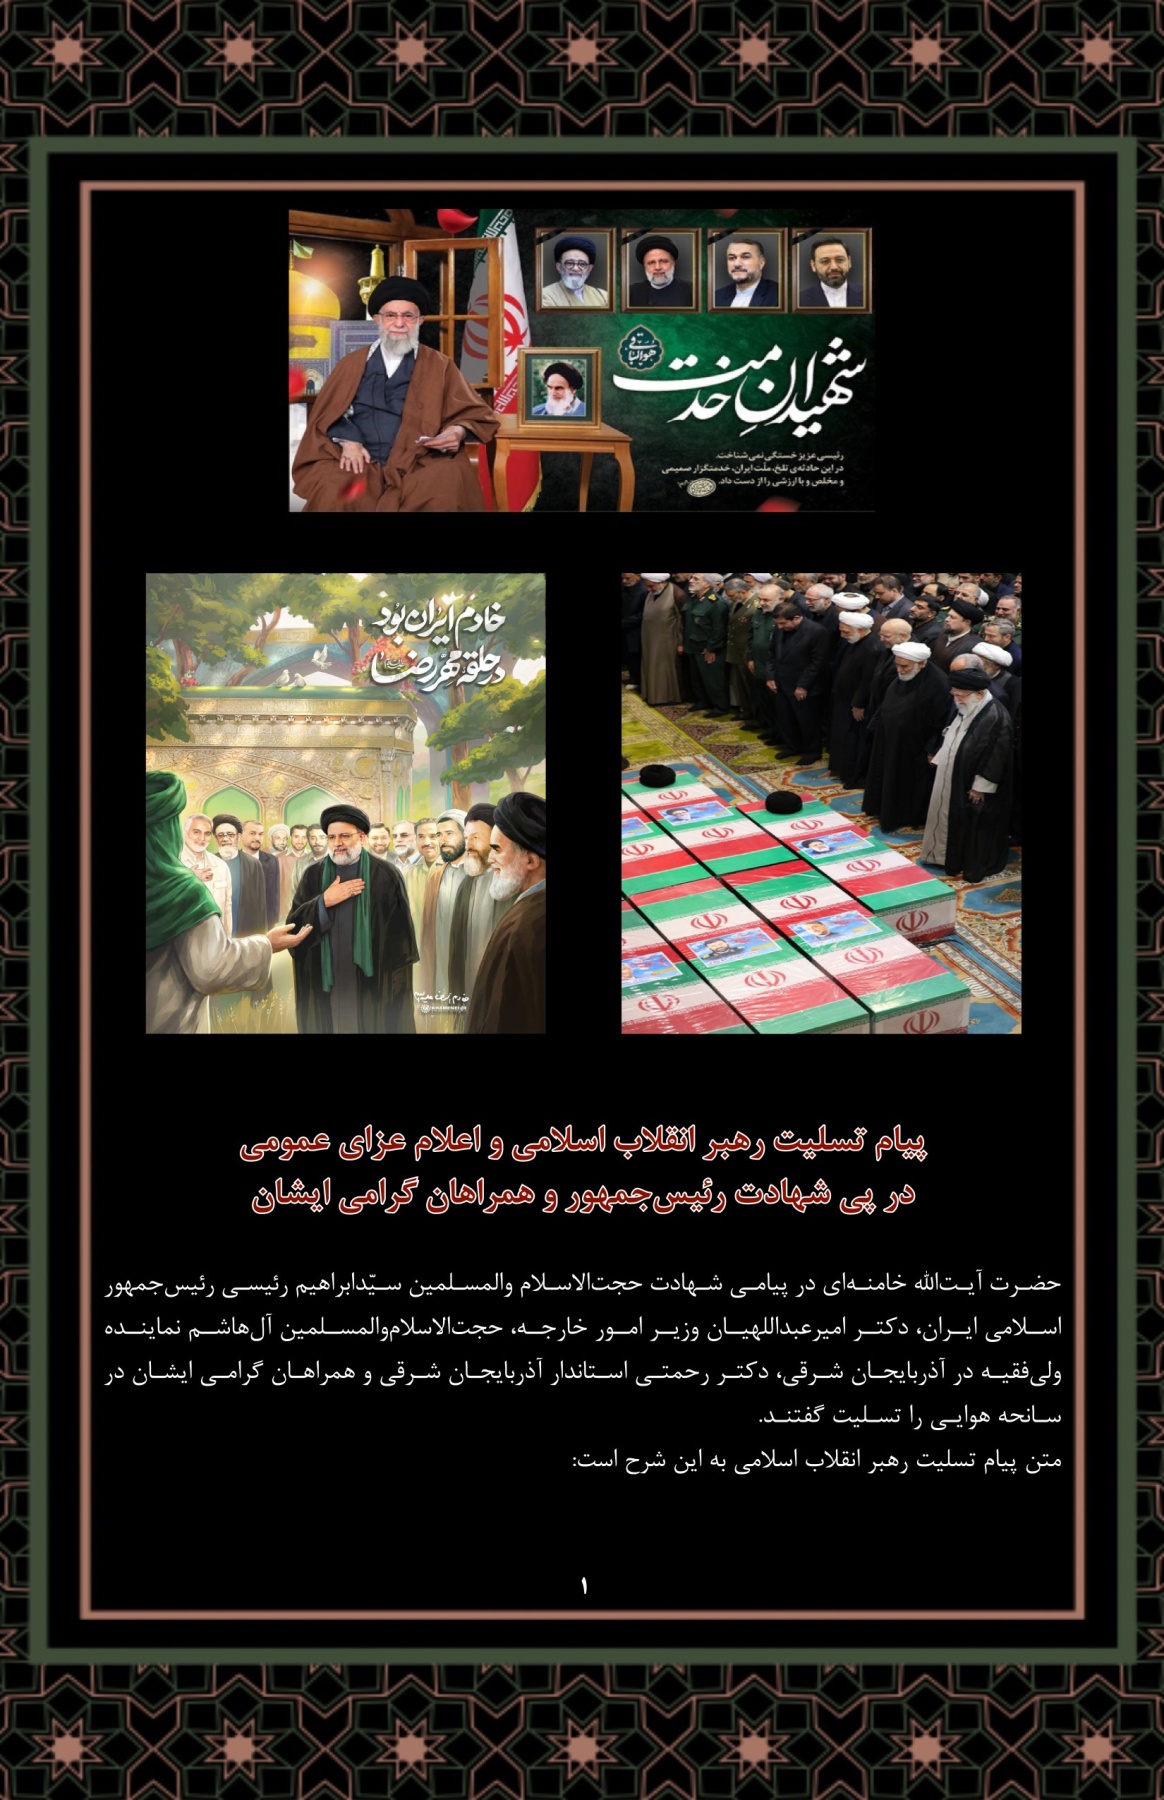 شهیدان خدمت
هوالباقی
رئیسی عزیز خستگی نمی‌شناخت.
در این حادثه‌ی تلخ، ملّت ایران، خدمتگزار صمیمی
و مخلص و باارزشی را از دست داد.
خادم ایران بود
در حلقه مهر رضا
پیام تسلیت رهبر انقلاب اسلامی و اعلام عزای عمومی
در پی شهادت رئیس‌جمهور و همراهان گرامی ایشان
حضرت آیت‌الله خامنه‌ای در پیامی شهادت حجت‌الاسلام والمسلمین سیّدابراهیم رئیسی رئیس‌جمهور
اسلامی ایران، دکتر امیرعبداللهیان وزیر امور خارجه، حجت‌الاسلام‌والمسلمین آل‌هاشم نماینده
ولی‌فقیه در آذربایجان شرقی، دکتر رحمتی استاندار آذربایجان شرقی و همراهان گرامی ایشان در
سانحه هوایی را تسلیت گفتند.
متن پیام تسلیت رهبر انقلاب اسلامی به این شرح است:
۱